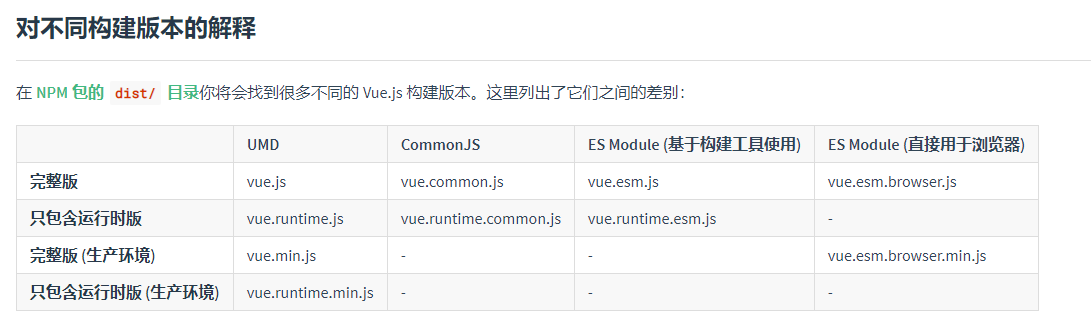 对不同构建版本的解释
在 NPM 包的 dist/ 目录你将会找到很多不同的 Vue.js 构建版本。这里列出了它们之间的差别：
UMD CommonJS ES Module (基于构建工具使用) ES Module (直接用于浏览器)
完整版 vue.js vue.common.js vue.esm.js vue.esm.browser.js
只包含运行时版 vue.runtime.js vue.runtime.common.js vue.runtime.esm.js -
完整版 (生产环境) vue.min.js - - vue.esm.browser.min.js
只包含运行时版 (生产环境) vue.runtime.min.js - - -